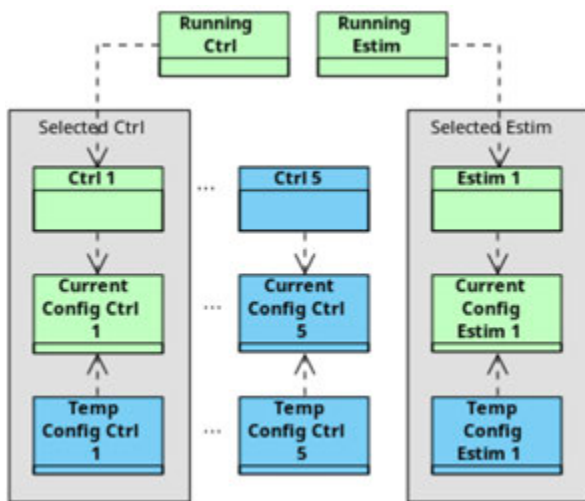 Running
Ctrl
Running
Estim
Selected Ctrl
Selected Estim
Ctrl 1
...
Ctrl 5
Estim 1
Current
Config Ctrl
1
...
Current
Config Ctrl
5
Current
Config
Estim 1
Temp
Config Ctrl
1
...
Temp
Config Ctrl
5
Temp
Config
Estim 1